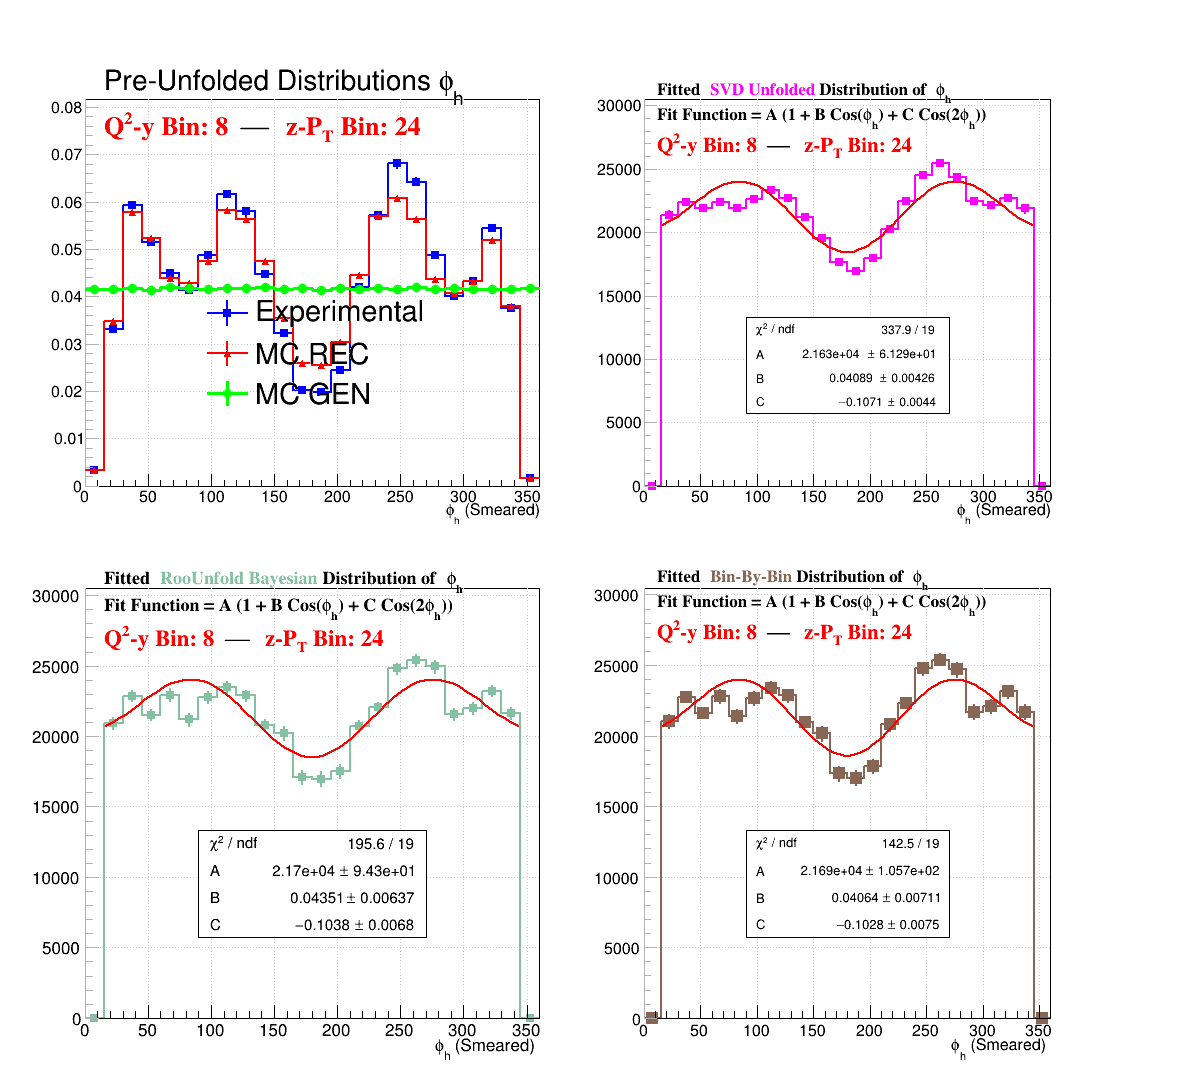 Pre-Unfolded Distributions ϕh
Q²-y Bin: 8 — z-PT Bin: 24
0.08
0.07
0.06
0.05
0.04
0.03
0.02
0.01
0
Experimental
MC REC
MC GEN
0 50 100 150 200 250 300 350
ϕh (Smeared)
Fitted SVD Unfolded Distribution of ϕh
Fit Function = A (1 + B Cos(ϕh) + C Cos(2ϕh))
Q²-y Bin: 8 — z-PT Bin: 24
30000
25000
20000
15000
10000
5000
0
χ² / ndf 337.9 / 19
A 2.163e+04 ± 6.129e+01
B 0.04089 ± 0.00426
C −0.1071 ± 0.0044
0 50 100 150 200 250 300 350
ϕh (Smeared)
Fitted RooUnfold Bayesian Distribution of ϕh
Fit Function = A (1 + B Cos(ϕh) + C Cos(2ϕh))
Q²-y Bin: 8 — z-PT Bin: 24
30000
25000
20000
15000
10000
5000
0
χ² / ndf 195.6 / 19
A 2.17e+04 ± 9.43e+01
B 0.04351 ± 0.00637
C −0.1038 ± 0.0068
0 50 100 150 200 250 300 350
ϕh (Smeared)
Fitted Bin-By-Bin Distribution of ϕh
Fit Function = A (1 + B Cos(ϕh) + C Cos(2ϕh))
Q²-y Bin: 8 — z-PT Bin: 24
30000
25000
20000
15000
10000
5000
0
χ² / ndf 142.5 / 19
A 2.169e+04 ± 1.057e+02
B 0.04064 ± 0.00711
C −0.1028 ± 0.0075
0 50 100 150 200 250 300 350
ϕh (Smeared)